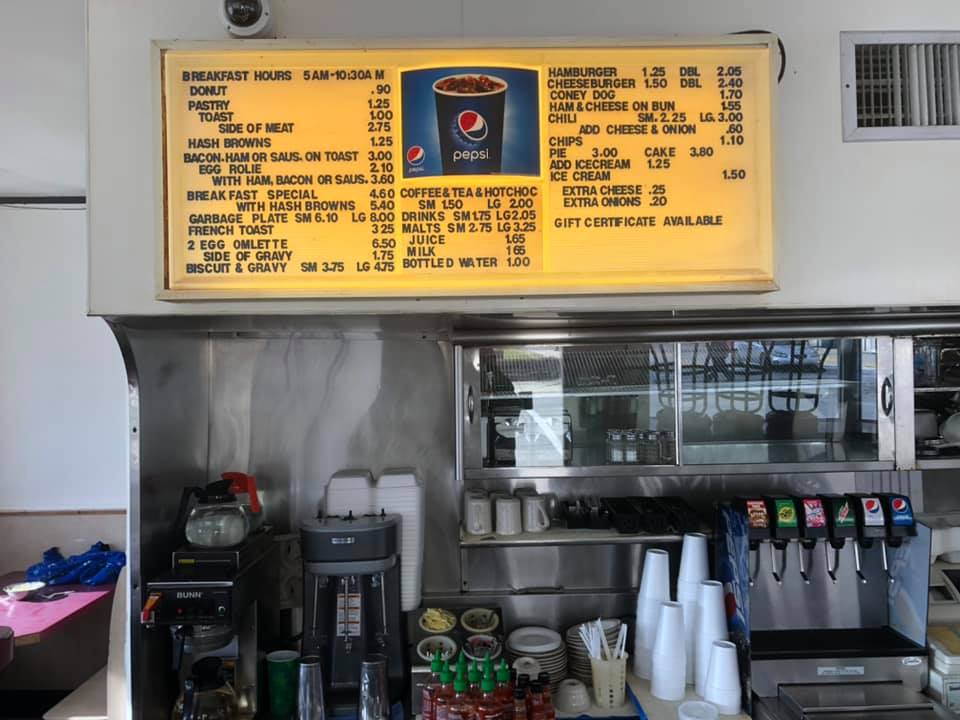 BREAKFAST HOURS 5 AM-10:30A M
DONUT .90
PASTRY 1.25
TOAST 1.00
SIDE OF MEAT 2.75
HASH BROWNS 1.25
BACON.HAM OR SAUS. ON TOAST 3.00
EGG ROLIE 2.10
WITH HAM, BACON OR SAUS. 3.60
BREAKFAST SPECIAL 4.60
WITH HASH BROWNS 5.40
GARBAGE PLATE SM 6.10 LG 8.00
FRENCH TOAST 3 25
2 EGG OMLETTE 6.50
SIDE OF GRAVY 1.75
BISCUIT & GRAVY SM 3.75 LG 4.75
pepsi
pepsi
COFFEE & TEA & HOT CHOC
SM 1.50 LG 2.00
DRINKS SM 1.75 LG 2.05
MALTS SM 2.75 LG 3.25
JUICE 1.65
MILK 1 65
BOTTLED WATER 1.00
HAMBURGER 1.25 DBL 2.05
CHEESEBURGER 1.50 DBL 2.40
CONEY DOG 1.70
HAM & CHEESE ON BUN 1.55
CHILI SM. 2.25 LG. 3.00
ADD CHEESE & ONION .60
CHIPS 1.10
PIE 3.00 CAKE 3.80
ADD ICECREAM 1.25
ICE CREAM 1.50
EXTRA CHEESE .25
EXTRA ONIONS .20
GIFT CERTIFICATE AVAILABLE
BUNN